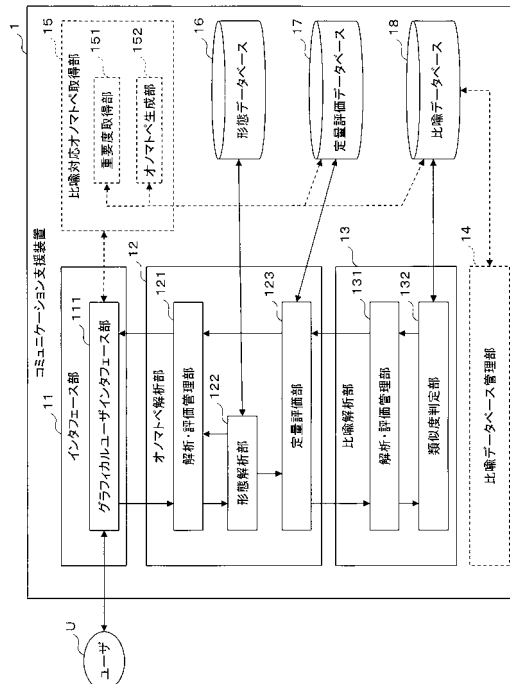 コミュニケーション支援装置
1
ユーザ
U
インタフェース部
11
グラフィカルユーザインタフェース部
111
オノマトペ解析部
12
解析・評価管理部
121
形態解析部
122
定量評価部
123
比喩解析部
13
解析・評価管理部
131
類似度判定部
132
比喩データベース管理部
14
比喩対応オノマトペ取得部
15
重要度取得部
151
オノマトペ生成部
152
形態データベース
16
定量評価データベース
17
比喩データベース
18